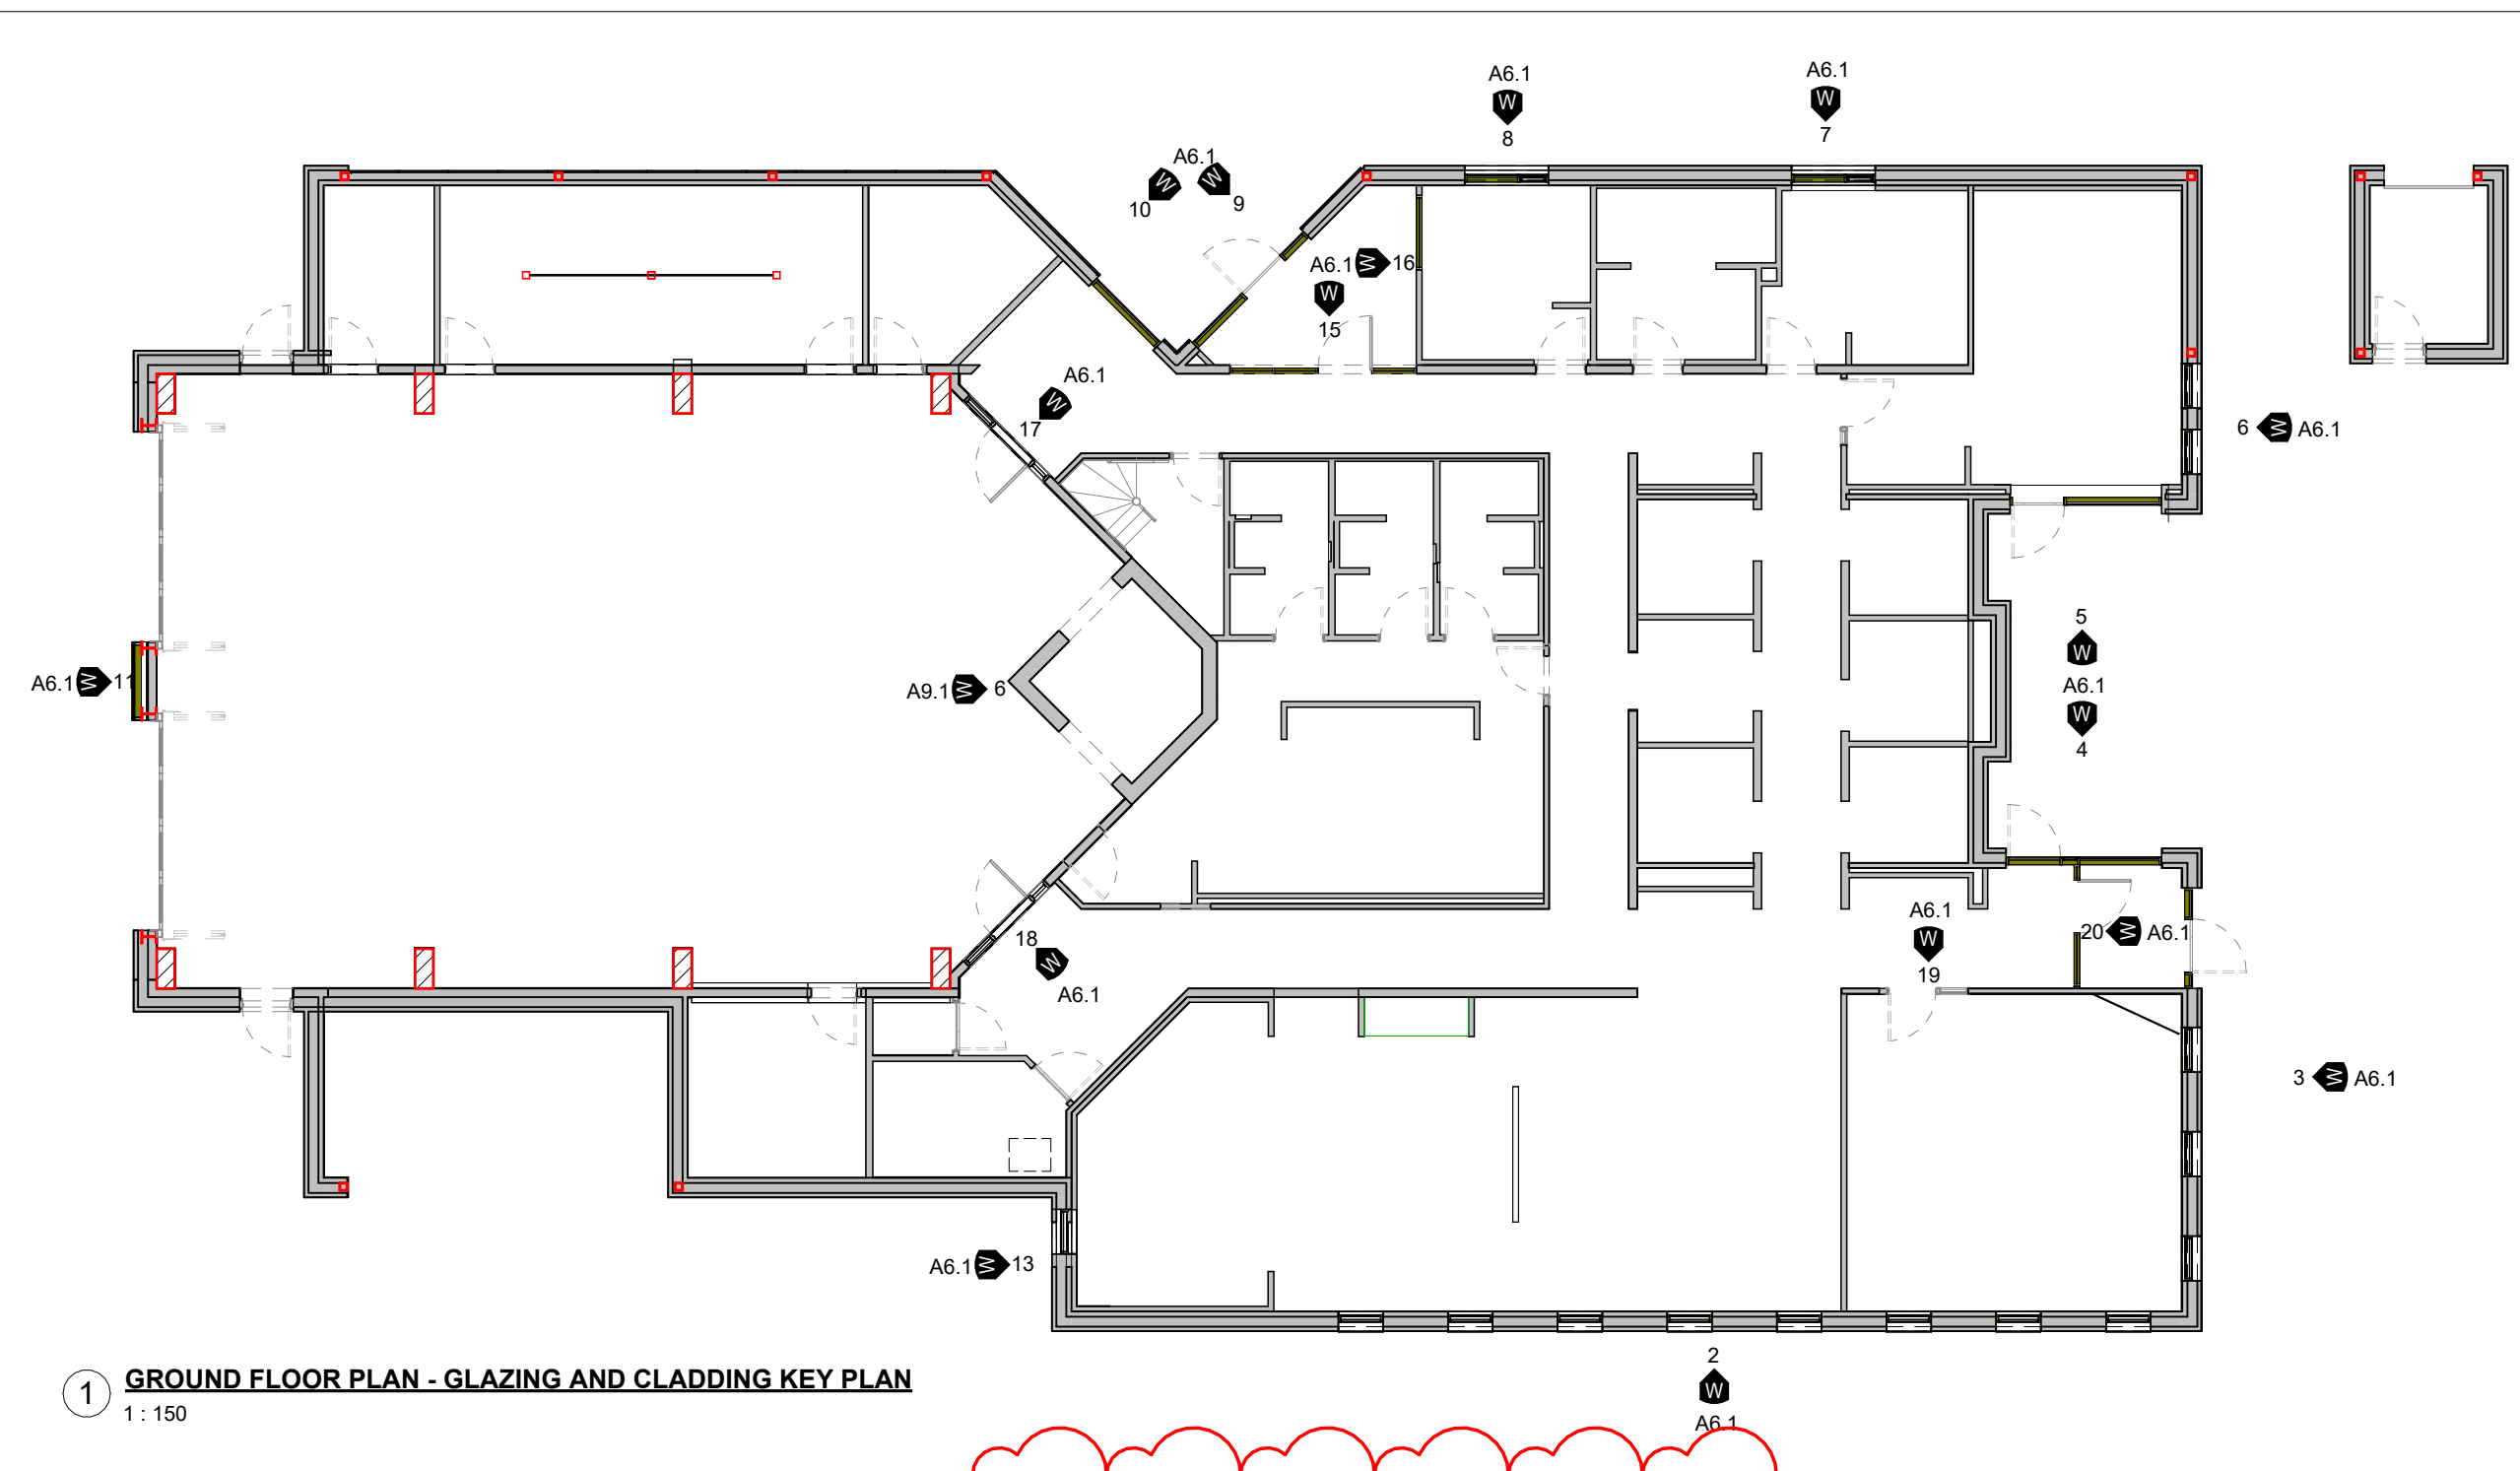 A6.1
W
8
A6.1
W
7
A6.1
W
10
W
9
A6.1 W 16
W
15
A6.1
W
17
6 W A6.1
5
W
A6.1
W
4
A6.1 W 11
A9.1 W 6
A6.1
W
19
20 W A6.1
18
W
A6.1
3 W A6.1
A6.1 W 13
2
W
A6.1
1 GROUND FLOOR PLAN - GLAZING AND CLADDING KEY PLAN
1 : 150